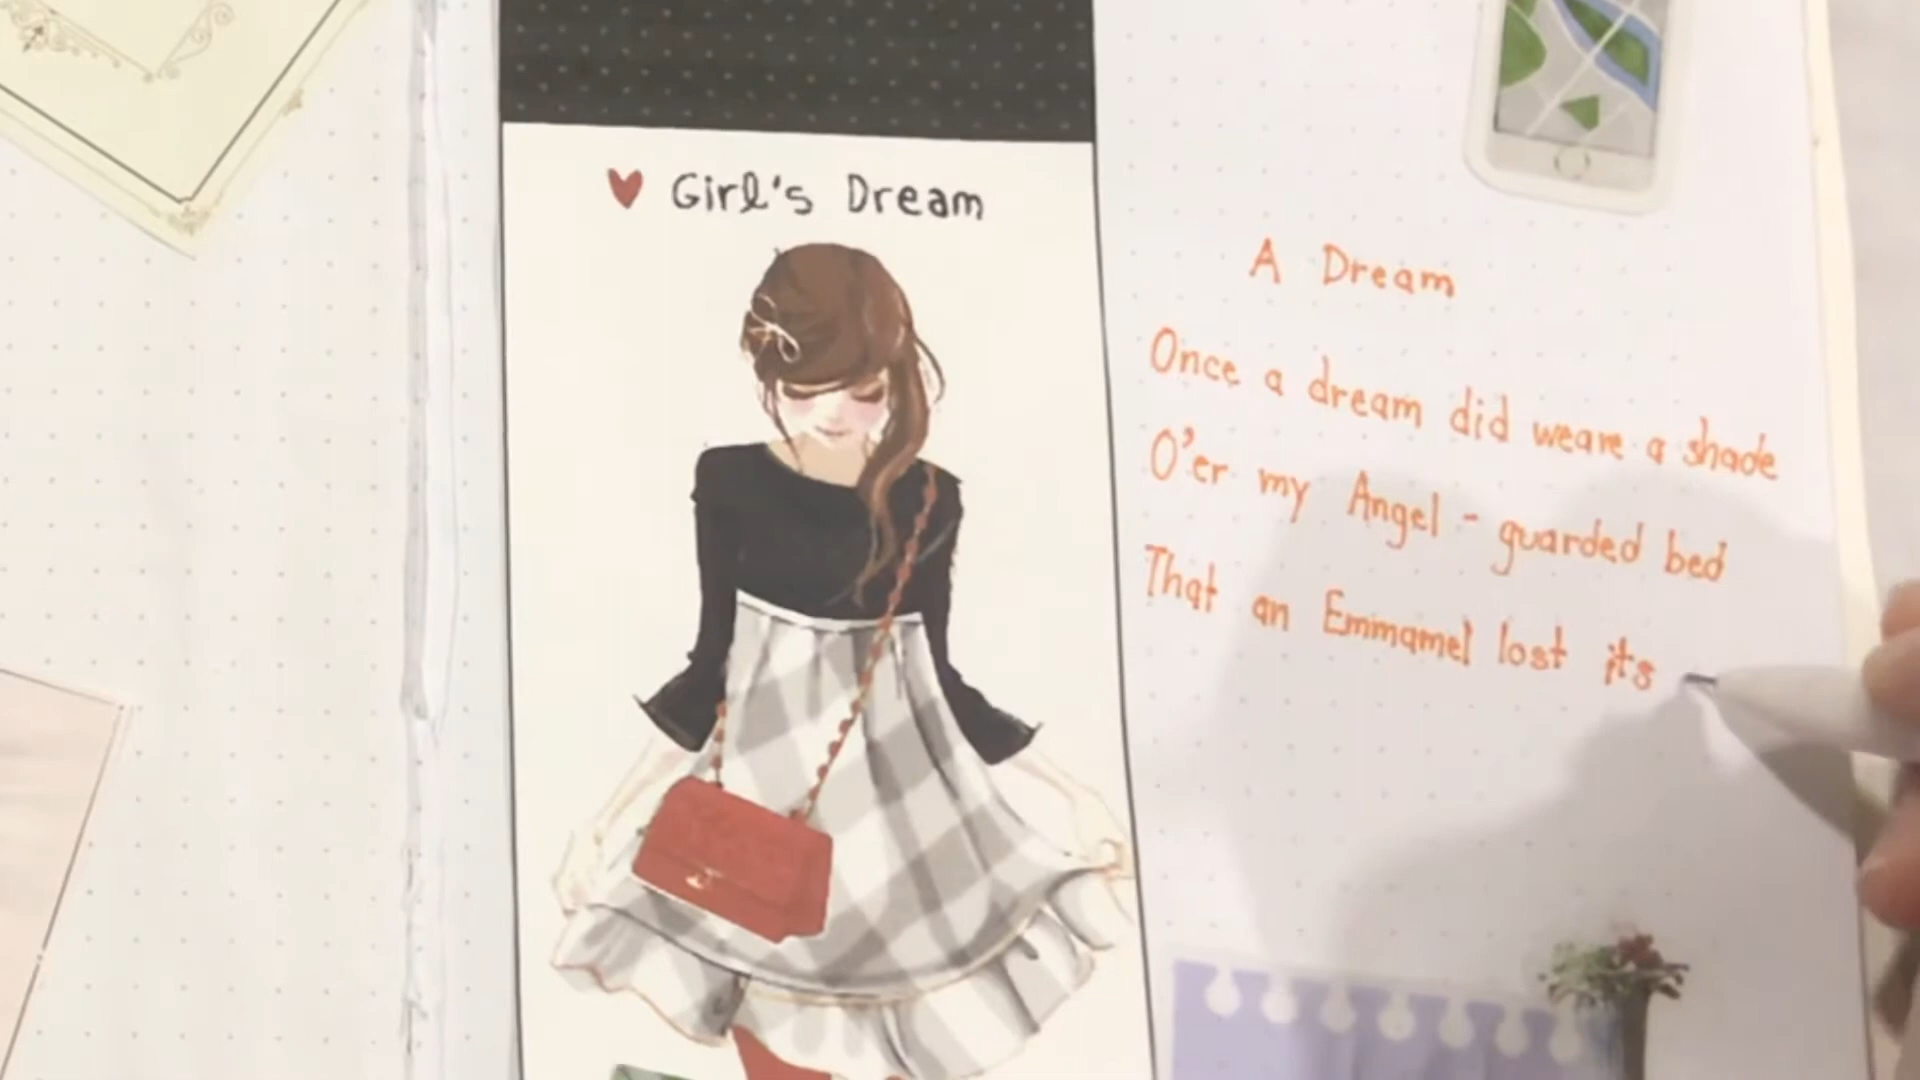 Girl's Dream
A Dream
Once a dream did weave a shade
O'er my Angel - guarded bed
That an Emmamel lost its